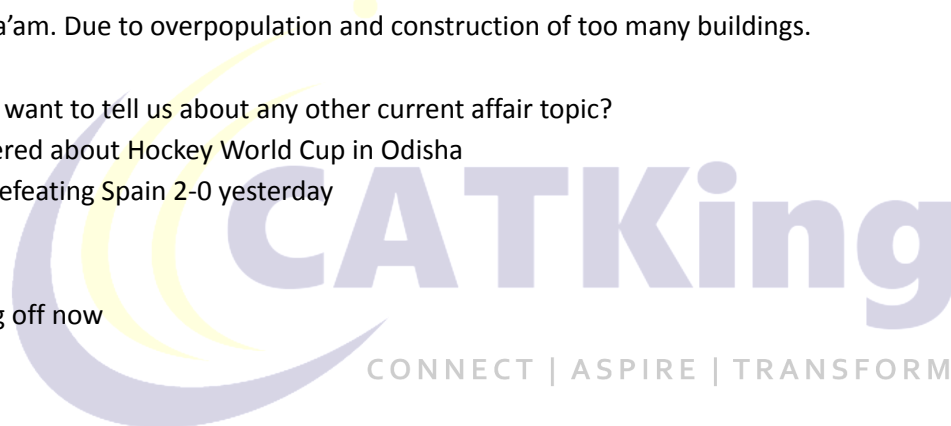 a’am. Due to overpopulation and construction of too many buildings.
want to tell us about any other current affair topic?
ered about Hockey World Cup in Odisha
efeating Spain 2-0 yesterday
CATKing
g off now
CONNECT | ASPIRE | TRANSFORM